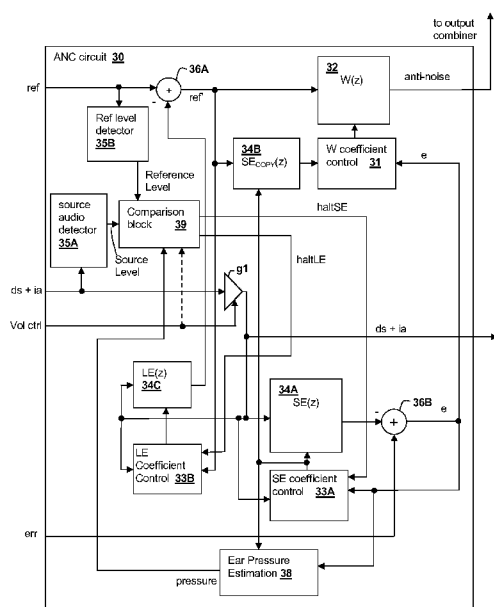 to output
combiner
ANC circuit 30
36A
32
W(z)
anti-noise
ref
+
-
ref'
Ref level
detector
35B
34B
SECOPY(z)
W coefficient
control
31
e
Reference
Level
source
audio
detector
35A
Comparison
block
39
haltSE
Source
Level
haltLE
g1
ds + ia
Vol ctrl
ds + ia
LE(z)
34C
34A
SE(z)
36B
-
+
e
LE
Coefficient
Control 33B
SE coefficient
control 33A
err
Ear Pressure
Estimation 38
pressure